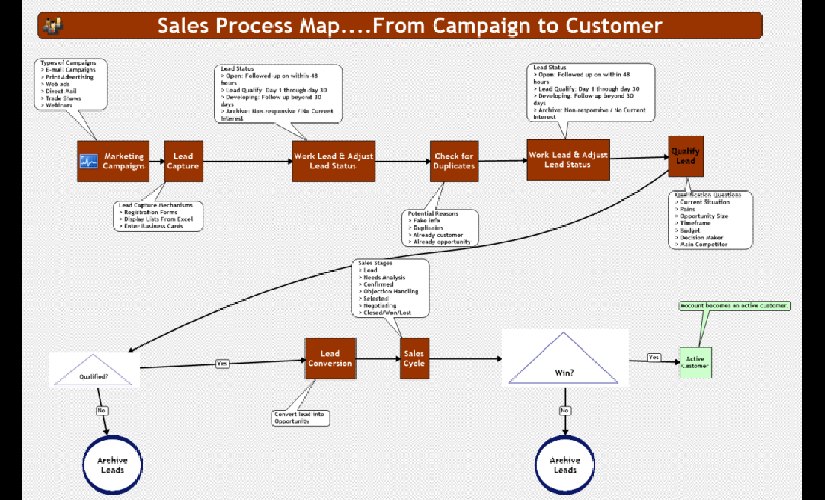 Sales Process Map....From Campaign to Customer
Types of Campaigns
> E-mail Campaigns
> Print Advertising
> Web ads
> Direct Mail
> Trade Shows
> Webinars
Lead Status
> Open: Followed up on within 48
hours
> Lead Qualify: Day 1 through day 30
> Developing: Follow up beyond 30
days
> Archive: Non-responsive / No Current
Interest
Lead Status
> Open: Followed up on within 48
hours
> Lead Qualify: Day 1 through day 30
> Developing: Follow up beyond 30
days
> Archive: Non-responsive / No Current
Interest
Marketing
Campaigns
Lead
Capture
Work Lead & Adjust
Lead Status
Check for
Duplicates
Work Lead & Adjust
Lead Status
Qualify
Lead
Lead Capture Mechanisms
> Registration Forms
> Display Lists From Excel
> Enter Business Cards
Potential Reasons
> Fake info
> Duplicates
> Already customer
> Already opportunity
Qualification Questions
> Current Situation
> Pains
> Opportunity Size
> Timeframe
> Budget
> Decision Maker
> Main Competitor
Sales Stages
> Lead
> Needs Analysis
> Confirmed
> Objection Handling
> Selected
> Negotiating
> Closed/Won/Lost
Account becomes an active customer.
Qualified?
Yes
Lead
Conversion
Sales
Cycle
Win?
Yes
Active
Customer
Convert lead into
Opportunity
No
No
Archive
Leads
Archive
Leads